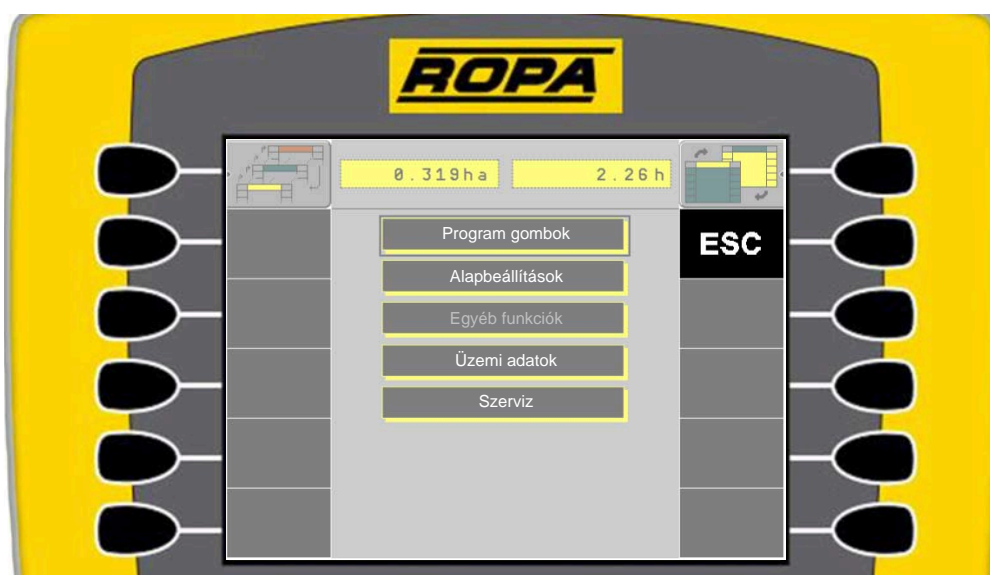 ROPA
0.319ha
2.26h
Program gombok
ESC
Alapbeállítások
Egyéb funkciók
Üzemi adatok
Szerviz